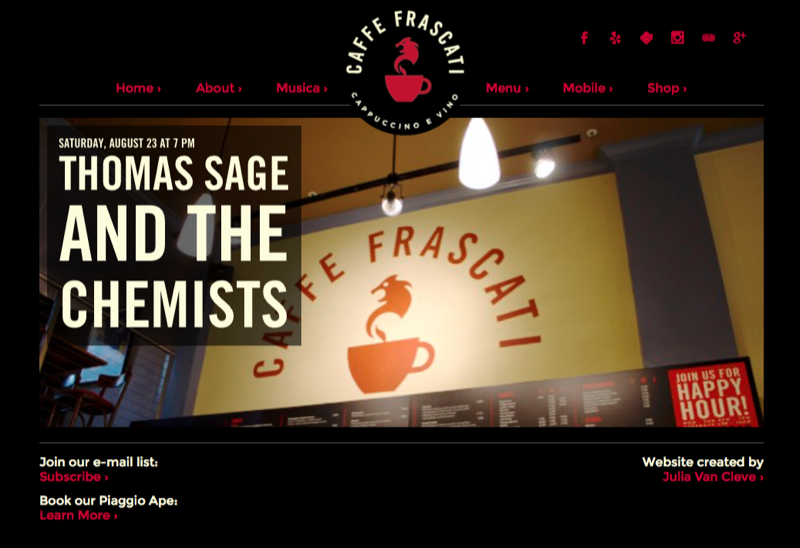 CAFFE FRASCATI
CAPPUCCINO E VINO
Home ›
About ›
Musica ›
Menu ›
Mobile ›
Shop ›
SATURDAY, AUGUST 23 AT 7 PM
THOMAS SAGE
AND THE
CHEMISTS
CAFFE FRASCATI
JOIN US FOR
HAPPY
HOUR!
Join our e-mail list:
Subscribe ›
Book our Piaggio Ape:
Learn More ›
Website created by
Julia Van Cleve ›